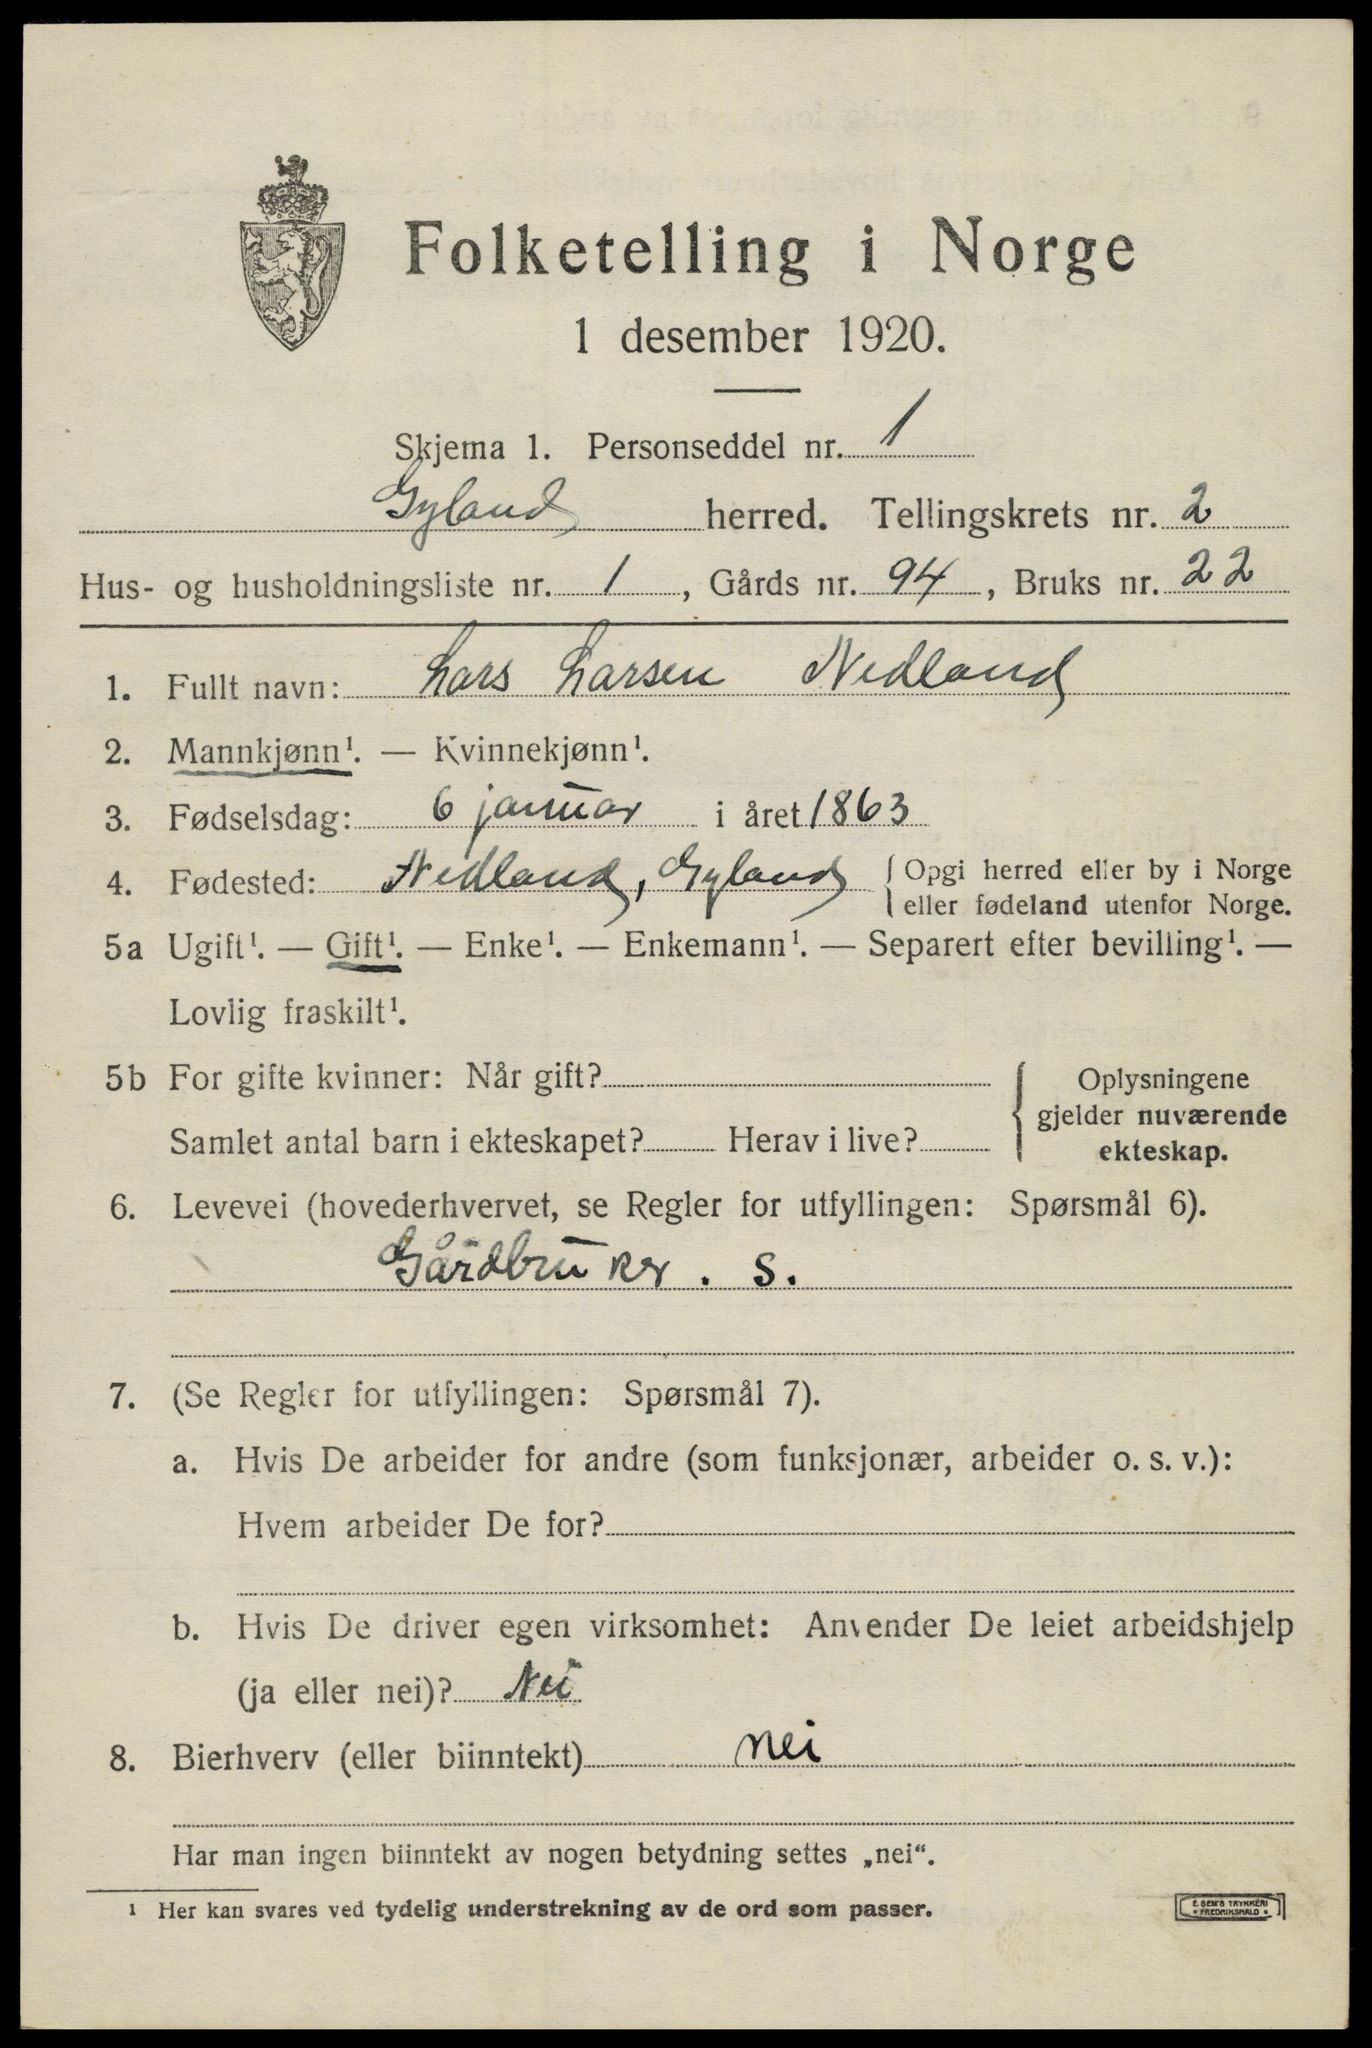 Folketelling i Norge
1 desember 1920.
Skjema 1. Personseddel nr. 1
Gyland herred. Tellingskrets nr. 2
Hus- og husholdningsliste nr. 1, Gårds nr. 94, Bruks nr. 22
1. Fullt navn: Lars Larsen Nedland
2. Mannkjønn¹. — Kvinnekjønn¹.
3. Fødselsdag: 6 januar i året 1863
4. Fødested: Nedland, Gyland { Opgi herred eller by i Norge
eller fødeland utenfor Norge.
5a Ugift¹. — Gift¹. — Enke¹. — Enkemann¹. — Separert efter bevilling¹. —
Lovlig fraskilt¹.
5b For gifte kvinner: Når gift?
Samlet antal barn i ekteskapet? Herav i live?
{ Oplysningene
gjelder nuværende
ekteskap.
6. Levevei (hovederhvervet, se Regler for utfyllingen: Spørsmål 6).
Gårdbruker. S.
7. (Se Regler for utfyllingen: Spørsmål 7).
a. Hvis De arbeider for andre (som funksjonær, arbeider o. s. v.):
Hvem arbeider De for?
b. Hvis De driver egen virksomhet: Anvender De leiet arbeidshjelp
(ja eller nei)? Nei
8. Bierhverv (eller biinntekt) nei
Har man ingen biinntekt av nogen betydning settes „nei“.
¹ Her kan svares ved tydelig understrekning av de ord som passer.
E. SEM'S TRYKKERI
• FREDRIKSHALD •